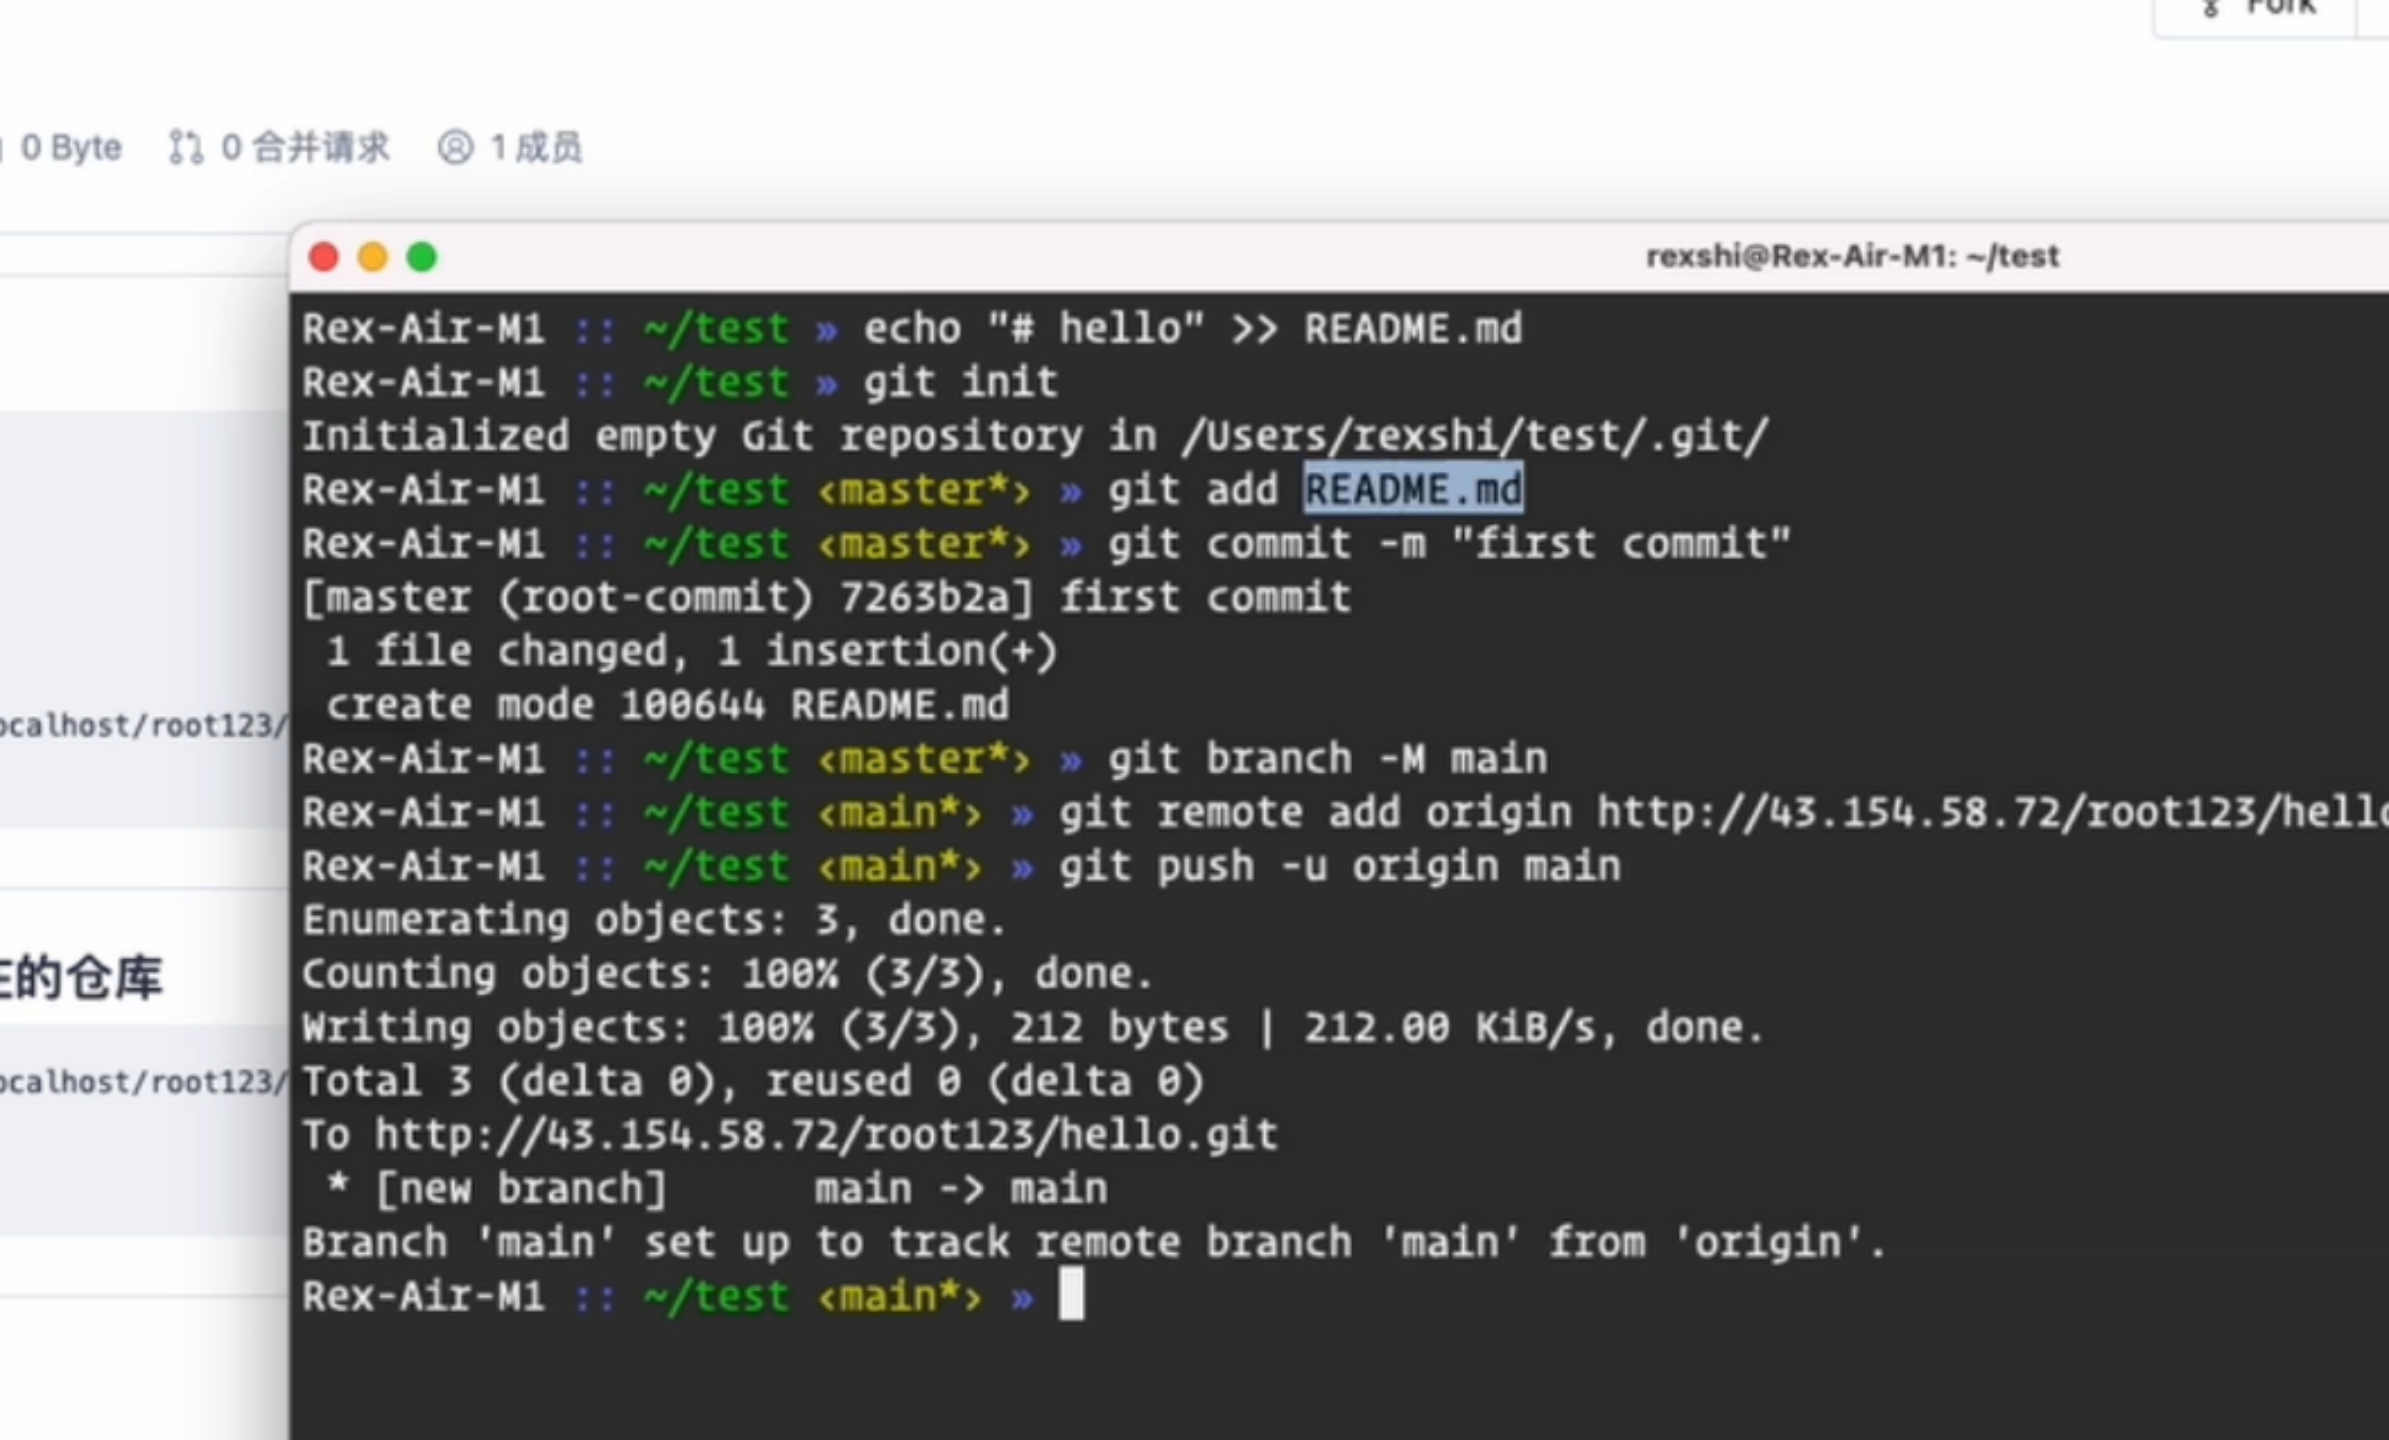 Fork
0 Byte 0 合并请求 1 成员
rexshi@Rex-Air-M1: ~/test
Rex-Air-M1 :: ~/test » echo "# hello" >> README.md
Rex-Air-M1 :: ~/test » git init
Initialized empty Git repository in /Users/rexshi/test/.git/
Rex-Air-M1 :: ~/test ‹master*› » git add README.md
Rex-Air-M1 :: ~/test ‹master*› » git commit -m "first commit"
[master (root-commit) 7263b2a] first commit
1 file changed, 1 insertion(+)
create mode 100644 README.md
ocalhost/root123/
Rex-Air-M1 :: ~/test ‹master*› » git branch -M main
Rex-Air-M1 :: ~/test ‹main*› » git remote add origin http://43.154.58.72/root123/hello
Rex-Air-M1 :: ~/test ‹main*› » git push -u origin main
Enumerating objects: 3, done.
的仓库
Counting objects: 100% (3/3), done.
Writing objects: 100% (3/3), 212 bytes | 212.00 KiB/s, done.
ocalhost/root123/
Total 3 (delta 0), reused 0 (delta 0)
To http://43.154.58.72/root123/hello.git
* [new branch] main -> main
Branch 'main' set up to track remote branch 'main' from 'origin'.
Rex-Air-M1 :: ~/test ‹main*› »